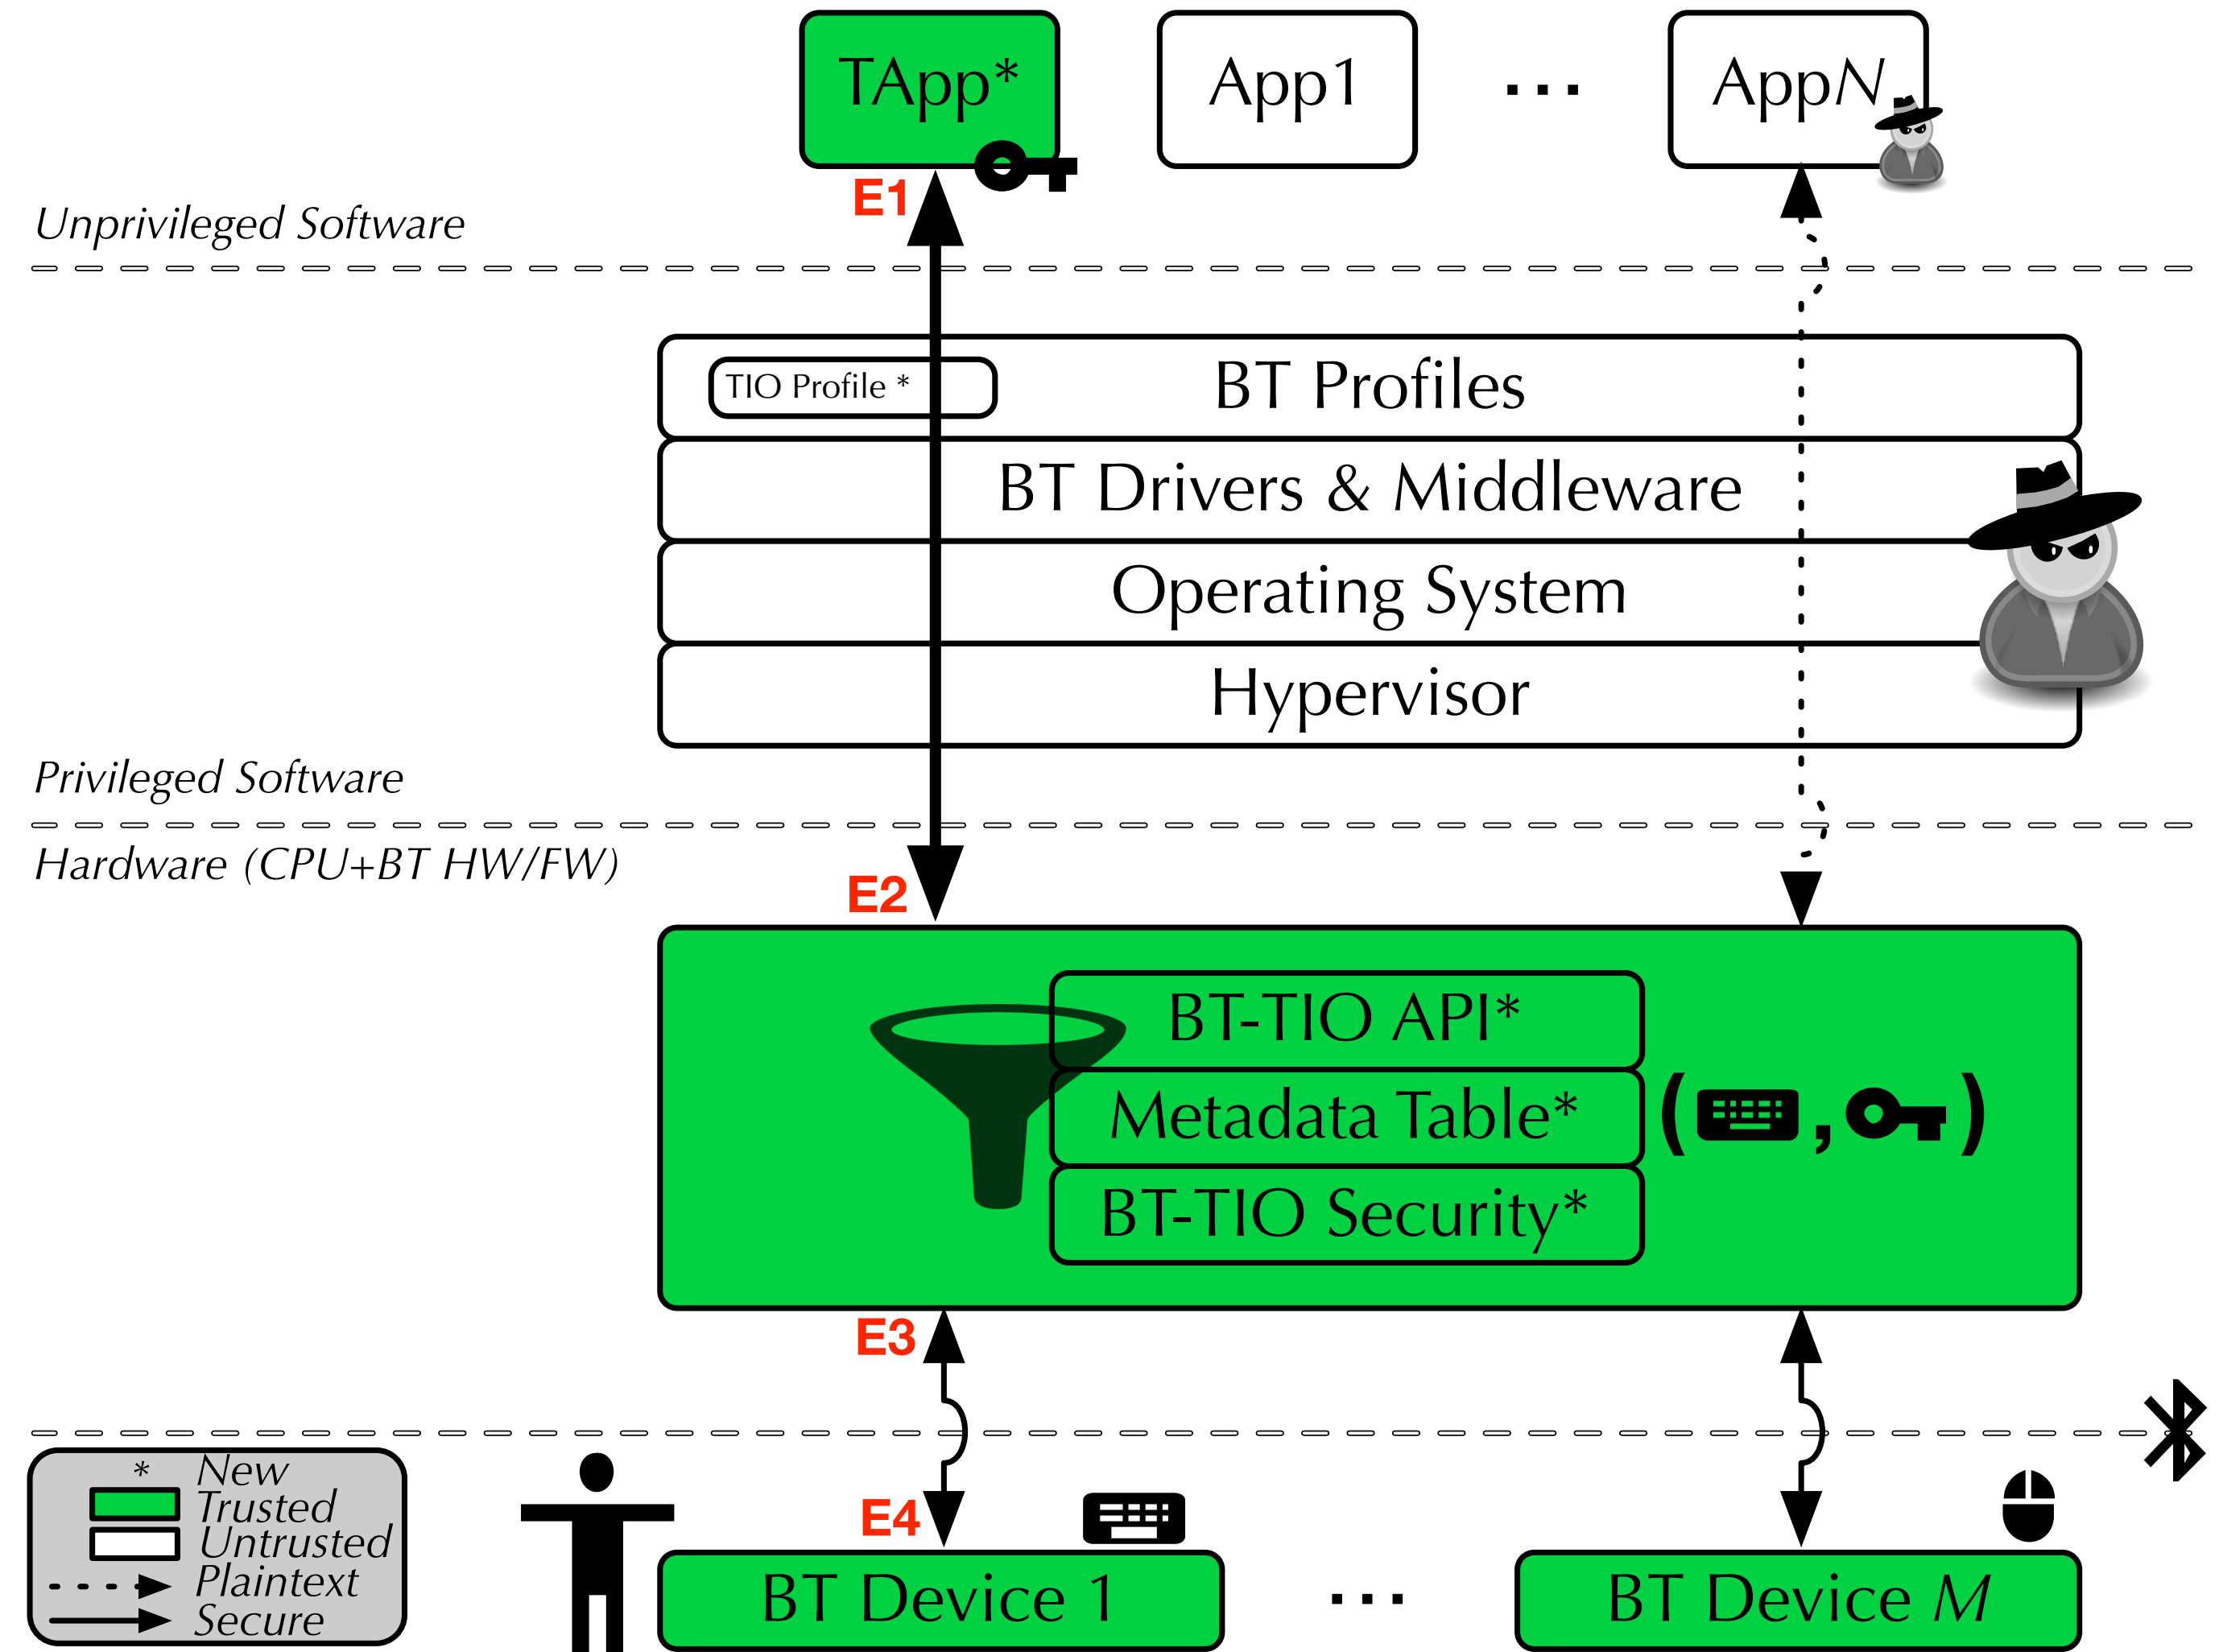 TApp*
App1
...
AppN
E1
Unprivileged Software
TIO Profile *
BT Profiles
BT Drivers & Middleware
Operating System
Hypervisor
Privileged Software
Hardware (CPU+BT HW/FW)
E2
BT-TIO API*
Metadata Table*
( , )
BT-TIO Security*
E3
* New
Trusted
Untrusted
Plaintext
Secure
E4
BT Device 1
...
BT Device M